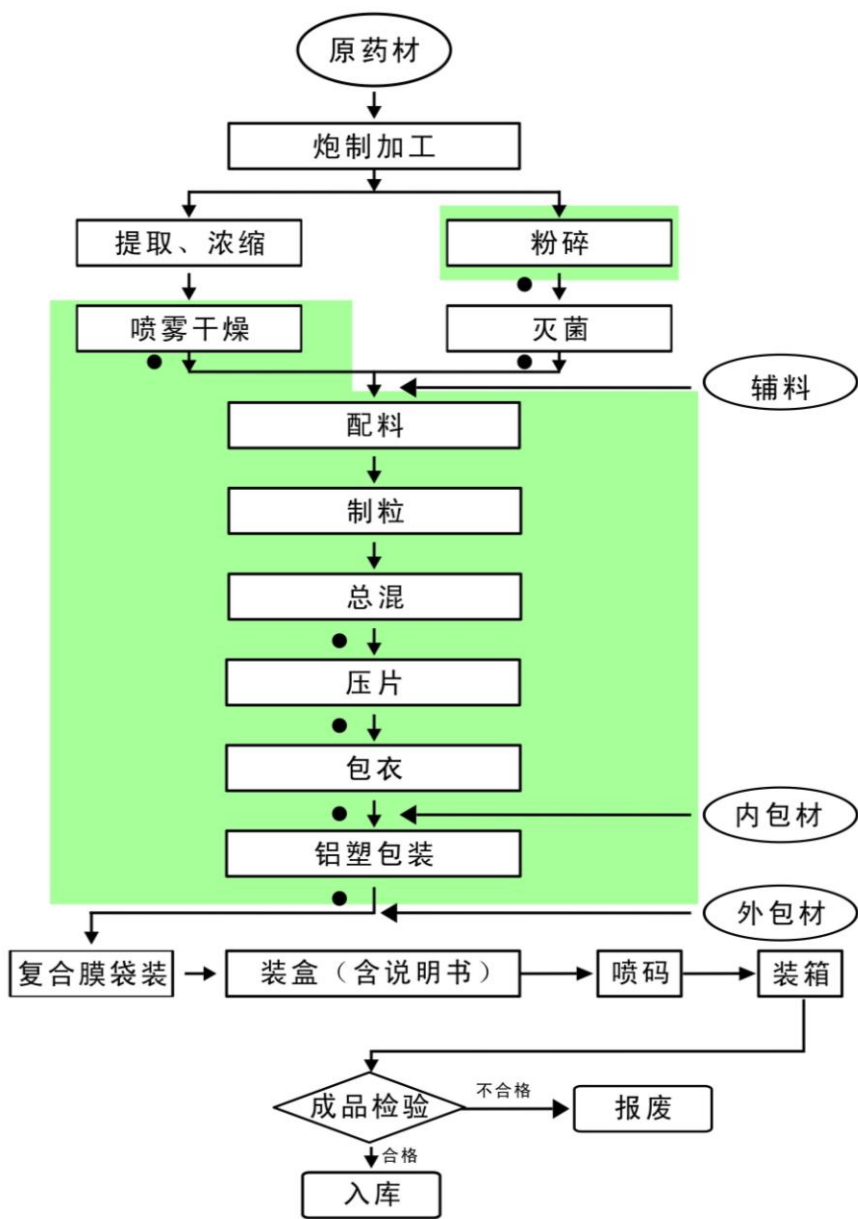 原药材
炮制加工
提取、浓缩
粉碎
喷雾干燥
灭菌
辅料
配料
制粒
总混
压片
包衣
内包材
铝塑包装
外包材
复合膜袋装
装盒（含说明书）
喷码
装箱
成品检验
不合格
报废
合格
入库